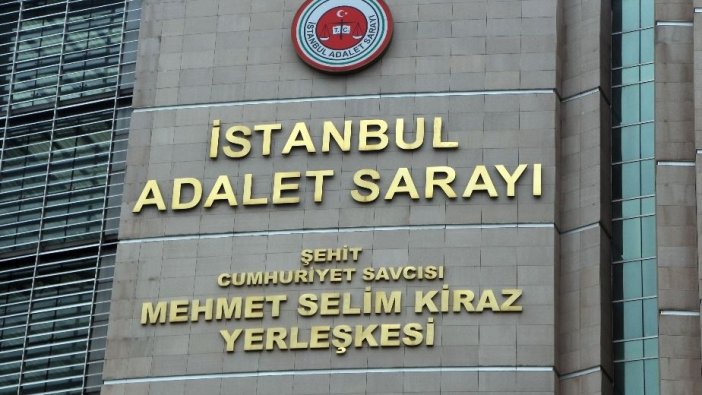 T.C.
İSTANBUL ADALET SARAYI
İSTANBUL
ADALET SARAYI
ŞEHİT
CUMHURİYET SAVCISI
MEHMET SELİM KİRAZ
YERLEŞKESİ